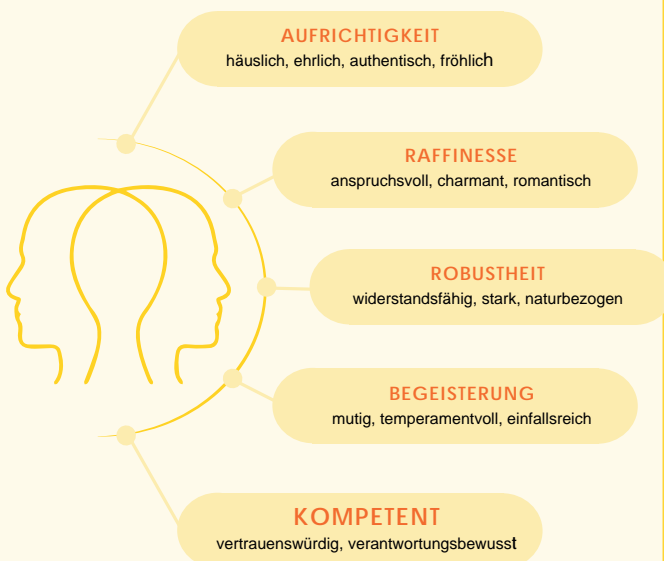 AUFRICHTIGKEIT
häuslich, ehrlich, authentisch, fröhlich
RAFFINESSE
anspruchsvoll, charmant, romantisch
ROBUSTHEIT
widerstandsfähig, stark, naturbezogen
BEGEISTERUNG
mutig, temperamentvoll, einfallsreich
KOMPETENT
vertrauenswürdig, verantwortungsbewusst